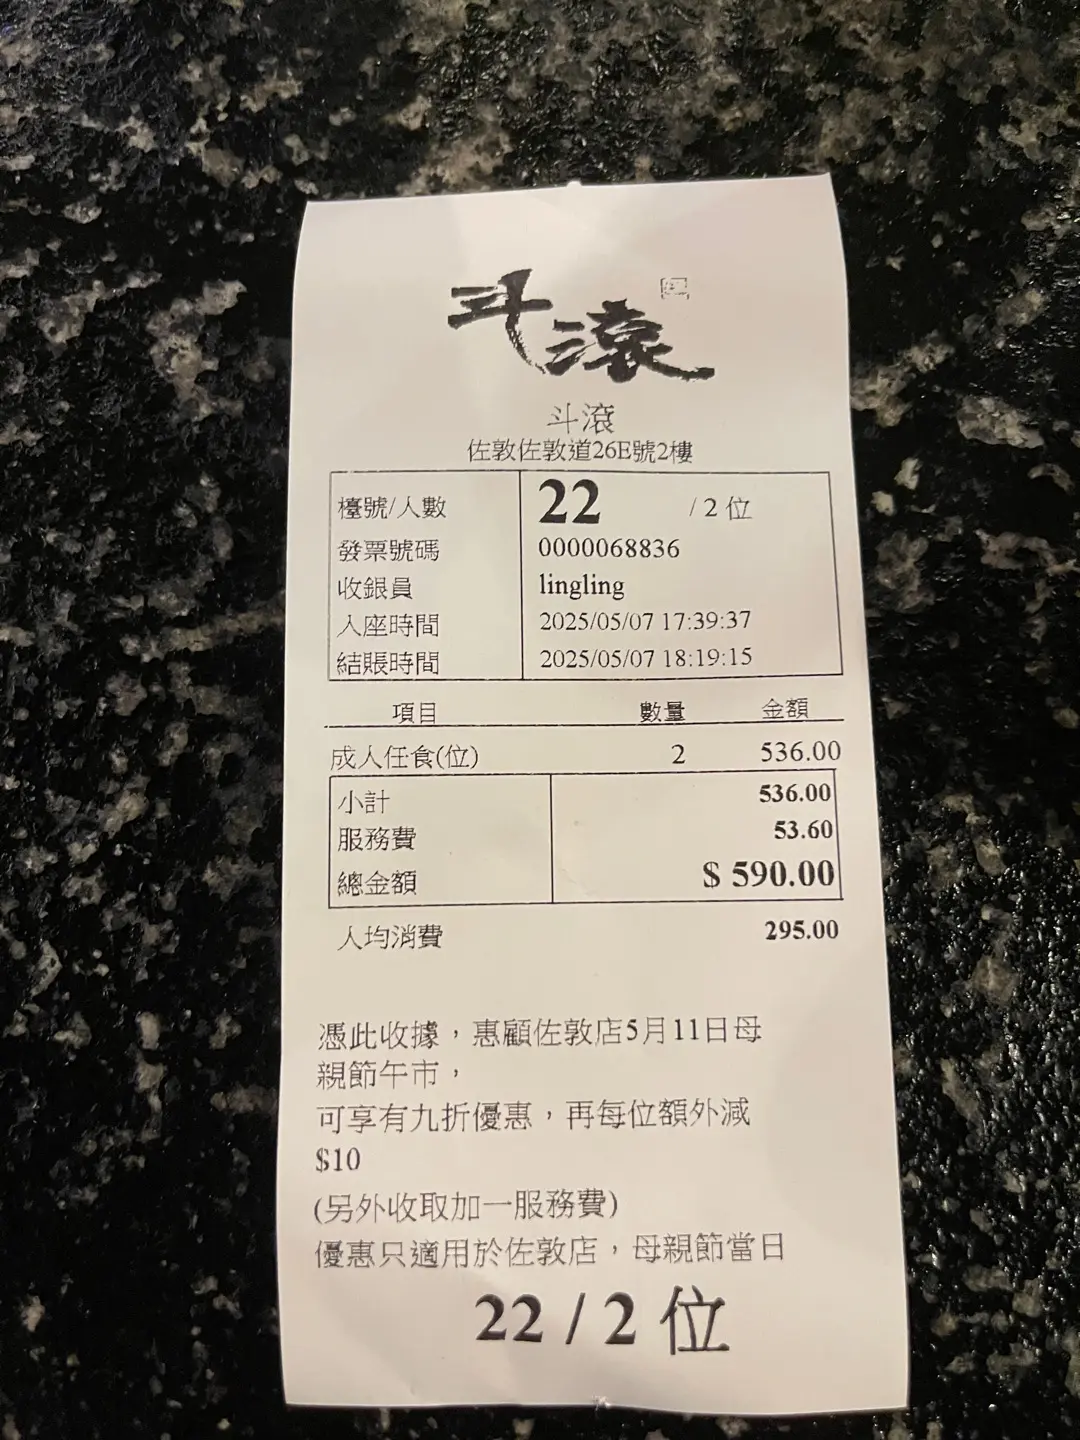 斗滾
斗滾
佐敦佐敦道26E號2樓
檯號/人數 22 / 2 位
發票號碼 0000068836
收銀員 lingling
入座時間 2025/05/07 17:39:37
結賬時間 2025/05/07 18:19:15
項目 數量 金額
成人任食(位) 2 536.00
小計 536.00
服務費 53.60
總金額 $ 590.00
人均消費 295.00
憑此收據，惠顧佐敦店5月11日母
親節午市，
可享有九折優惠，再每位額外減
$10
(另外收取加一服務費)
優惠只適用於佐敦店，母親節當日
22 / 2 位